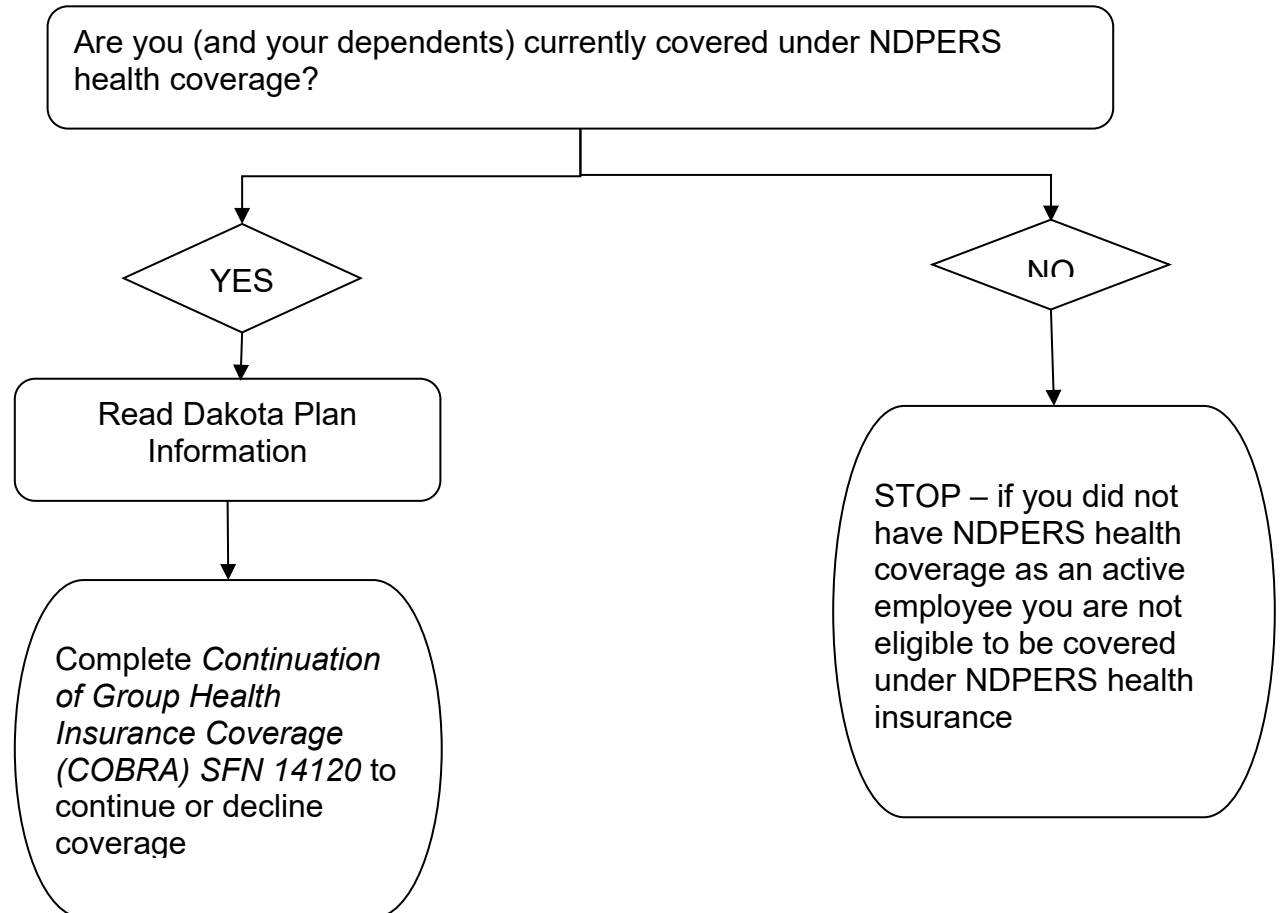 Are you (and your dependents) currently covered under NDPERS
health coverage?
YES
NO
Read Dakota Plan
Information
Complete Continuation
of Group Health
Insurance Coverage
(COBRA) SFN 14120 to
continue or decline
coverage
STOP – if you did not
have NDPERS health
coverage as an active
employee you are not
eligible to be covered
under NDPERS health
insurance